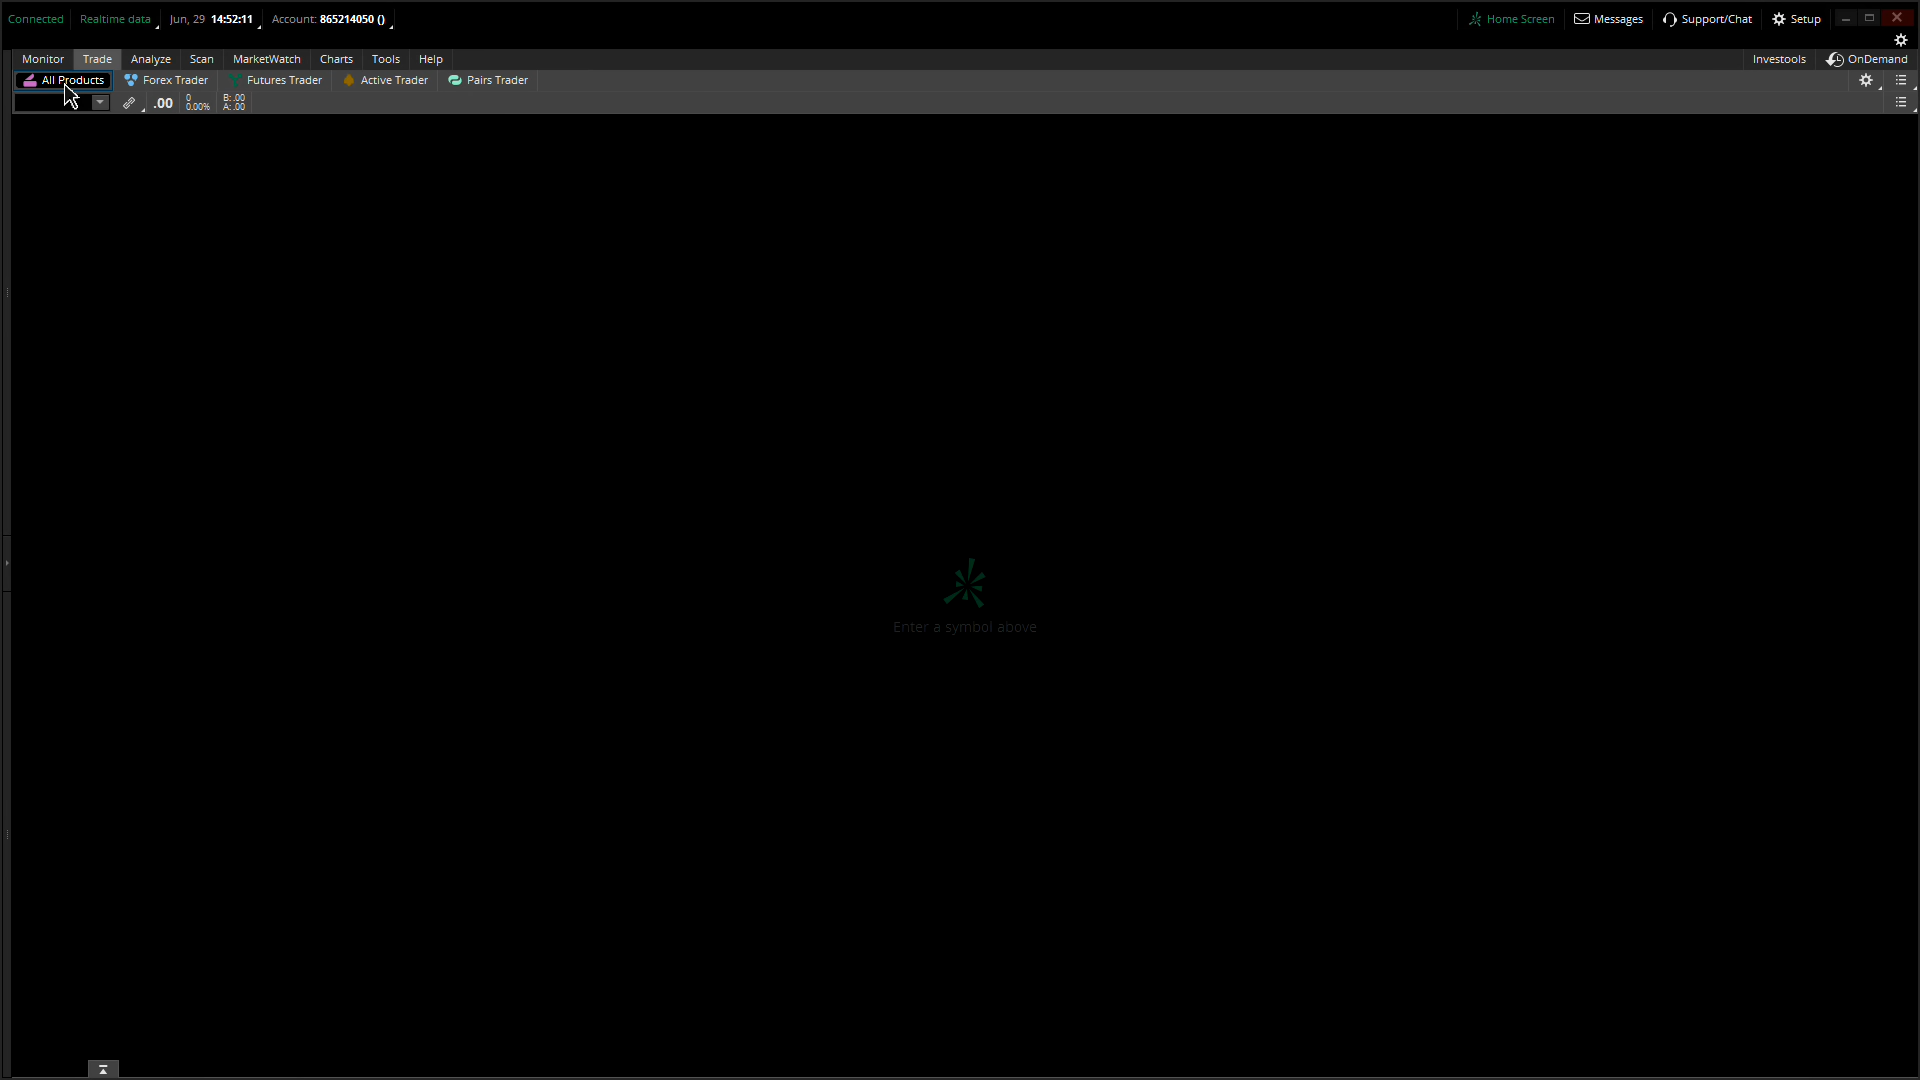 Connected Realtime data Jun, 29 14:52:11 Account: 865214050 () Home Screen Messages Support/Chat Setup
Monitor Trade Analyze Scan MarketWatch Charts Tools Help Investools OnDemand
All Products Forex Trader Futures Trader Active Trader Pairs Trader
.00 0 B: .00
0.00% A: .00
Enter a symbol above